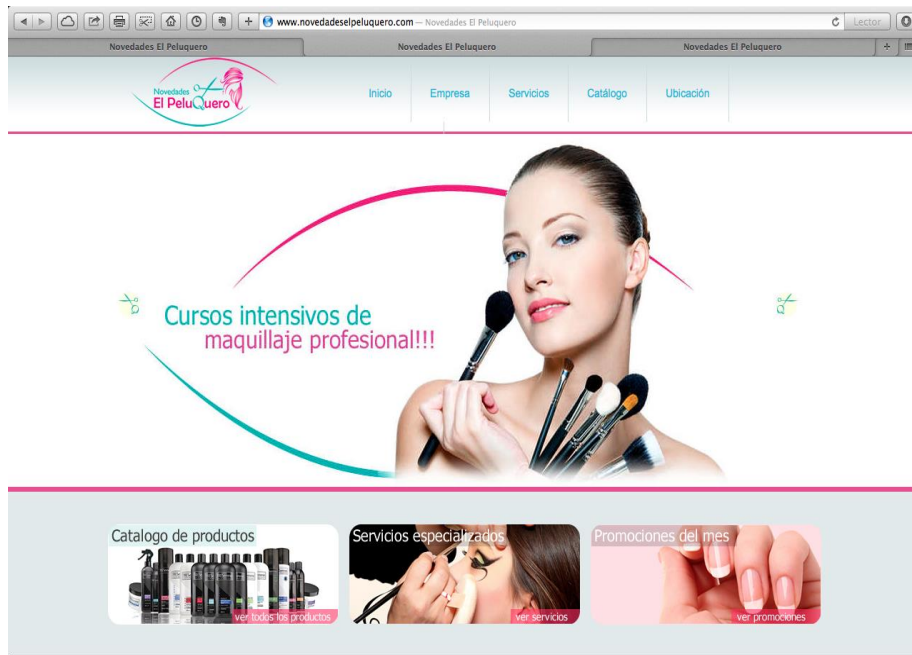 www.novedadeselpeluquero.com — Novedades El Peluquero
Lector
Novedades El Peluquero
Novedades El Peluquero
Novedades El Peluquero
Novedades
El PeluQuero
Inicio
Empresa
Servicios
Catálogo
Ubicación
Cursos intensivos de
maquillaje profesional!!!
Catalogo de productos
ver todos los productos
Servicios especializados
ver servicios
Promociones del mes
ver promociones